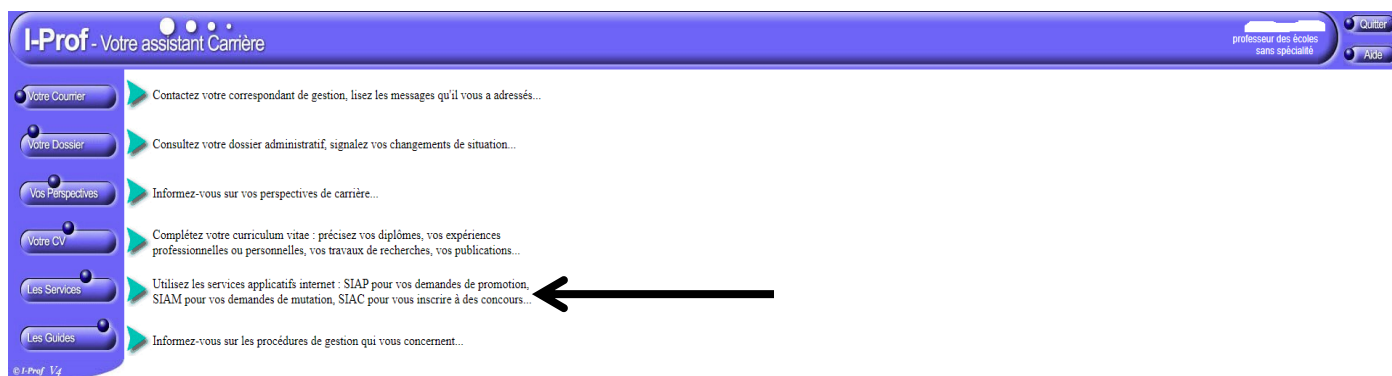 I-Prof - Votre assistant Carrière
professeur des écoles
sans spécialité
Quitter
Aide
Votre Courrier
Contactez votre correspondant de gestion, lisez les messages qu'il vous a adressés...
Votre Dossier
Consultez votre dossier administratif, signalez vos changements de situation...
Vos Perspectives
Informez-vous sur vos perspectives de carrière...
Votre CV
Complétez votre curriculum vitae : précisez vos diplômes, vos expériences
professionnelles ou personnelles, vos travaux de recherches, vos publications...
Les Services
Utilisez les services applicatifs internet : SIAP pour vos demandes de promotion,
SIAM pour vos demandes de mutation, SIAC pour vous inscrire à des concours...
Les Guides
Informez-vous sur les procédures de gestion qui vous concernent...
© I-Prof V4